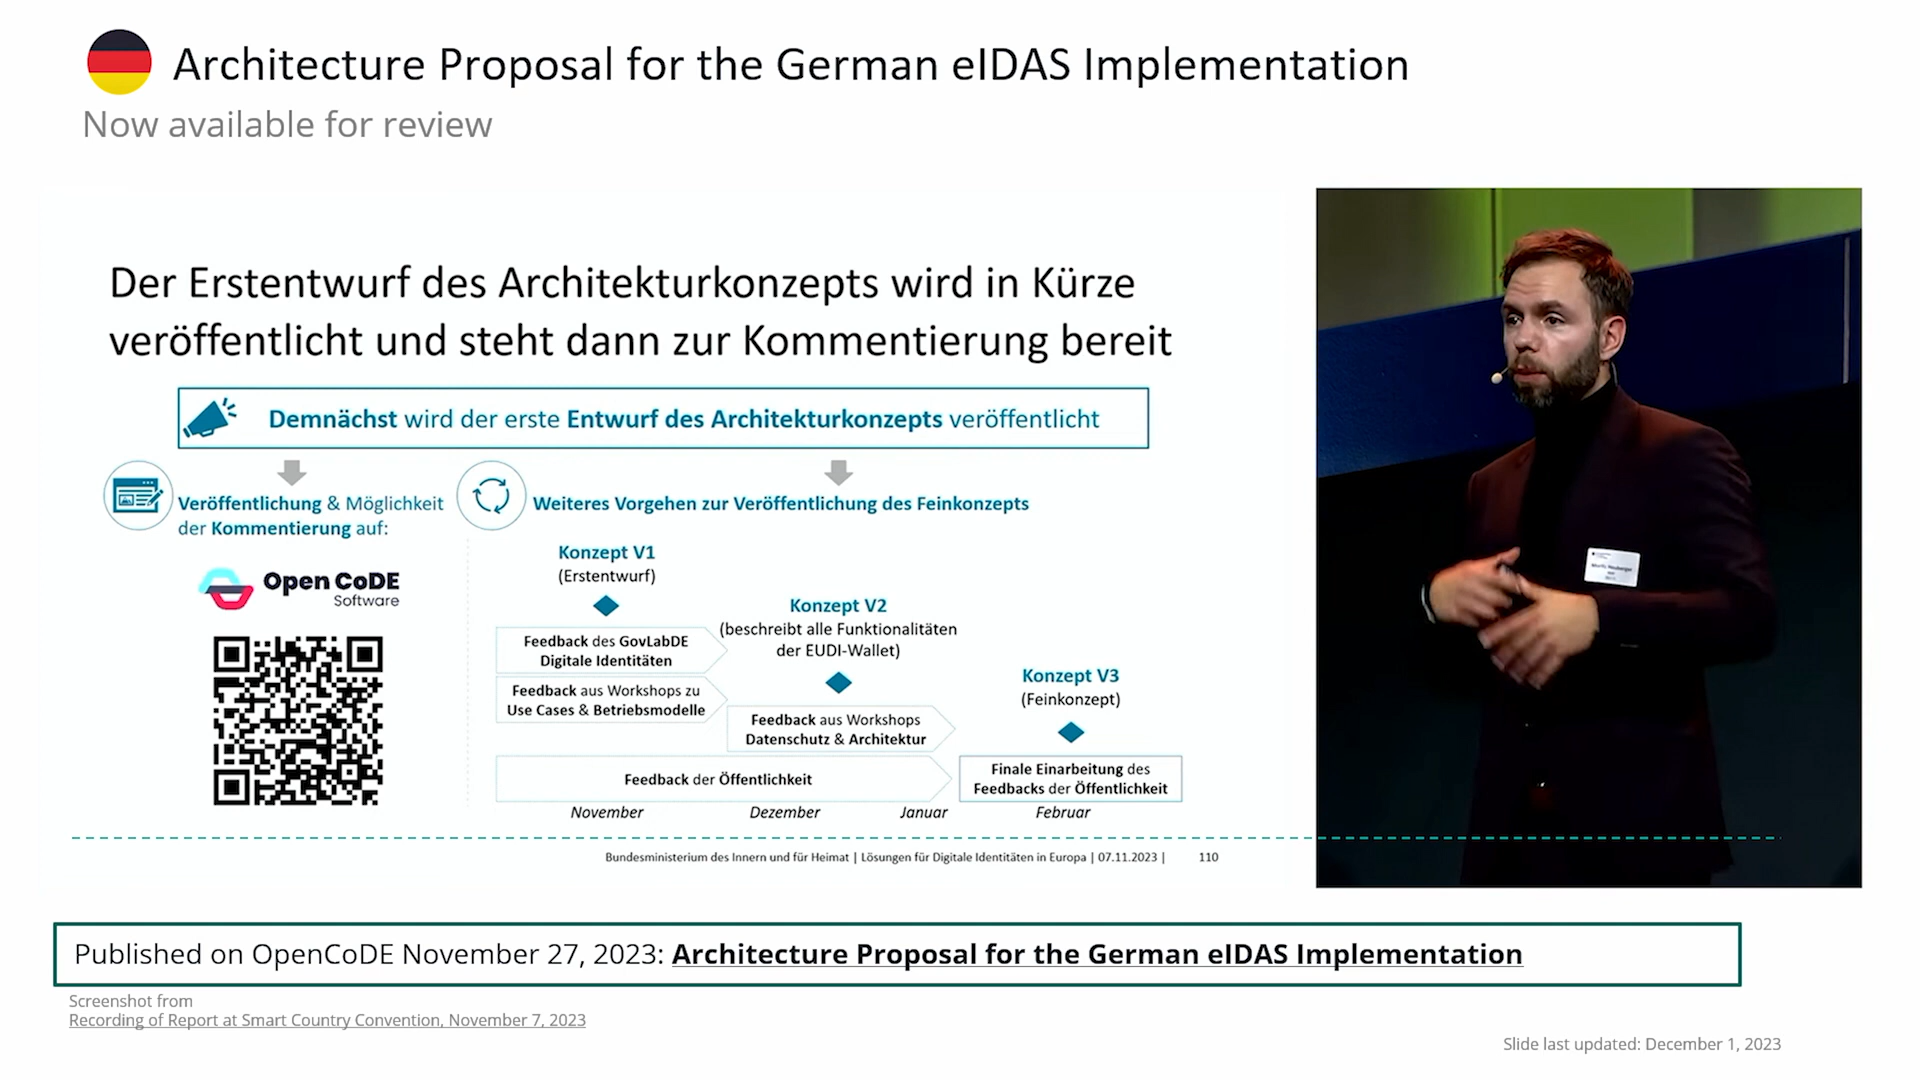 Architecture Proposal for the German eIDAS Implementation
Now available for review
Der Erstentwurf des Architekturkonzepts wird in Kürze
veröffentlicht und steht dann zur Kommentierung bereit
Demnächst wird der erste Entwurf des Architekturkonzepts veröffentlicht
Veröffentlichung & Möglichkeit
der Kommentierung auf:
Open CoDE
Software
Weiteres Vorgehen zur Veröffentlichung des Feinkonzepts
Konzept V1
(Erstentwurf)
Konzept V2
(beschreibt alle Funktionalitäten
der EUDI-Wallet)
Konzept V3
(Feinkonzept)
Feedback des GovLabDE
Digitale Identitäten
Feedback aus Workshops zu
Use Cases & Betriebsmodelle
Feedback aus Workshops
Datenschutz & Architektur
Feedback der Öffentlichkeit
Finale Einarbeitung des
Feedbacks der Öffentlichkeit
November Dezember Januar Februar
Bundesministerium des Innern und für Heimat | Lösungen für Digitale Identitäten in Europa | 07.11.2023 | 110
Published on OpenCoDE November 27, 2023: Architecture Proposal for the German eIDAS Implementation
Screenshot from
Recording of Report at Smart Country Convention, November 7, 2023
Slide last updated: December 1, 2023